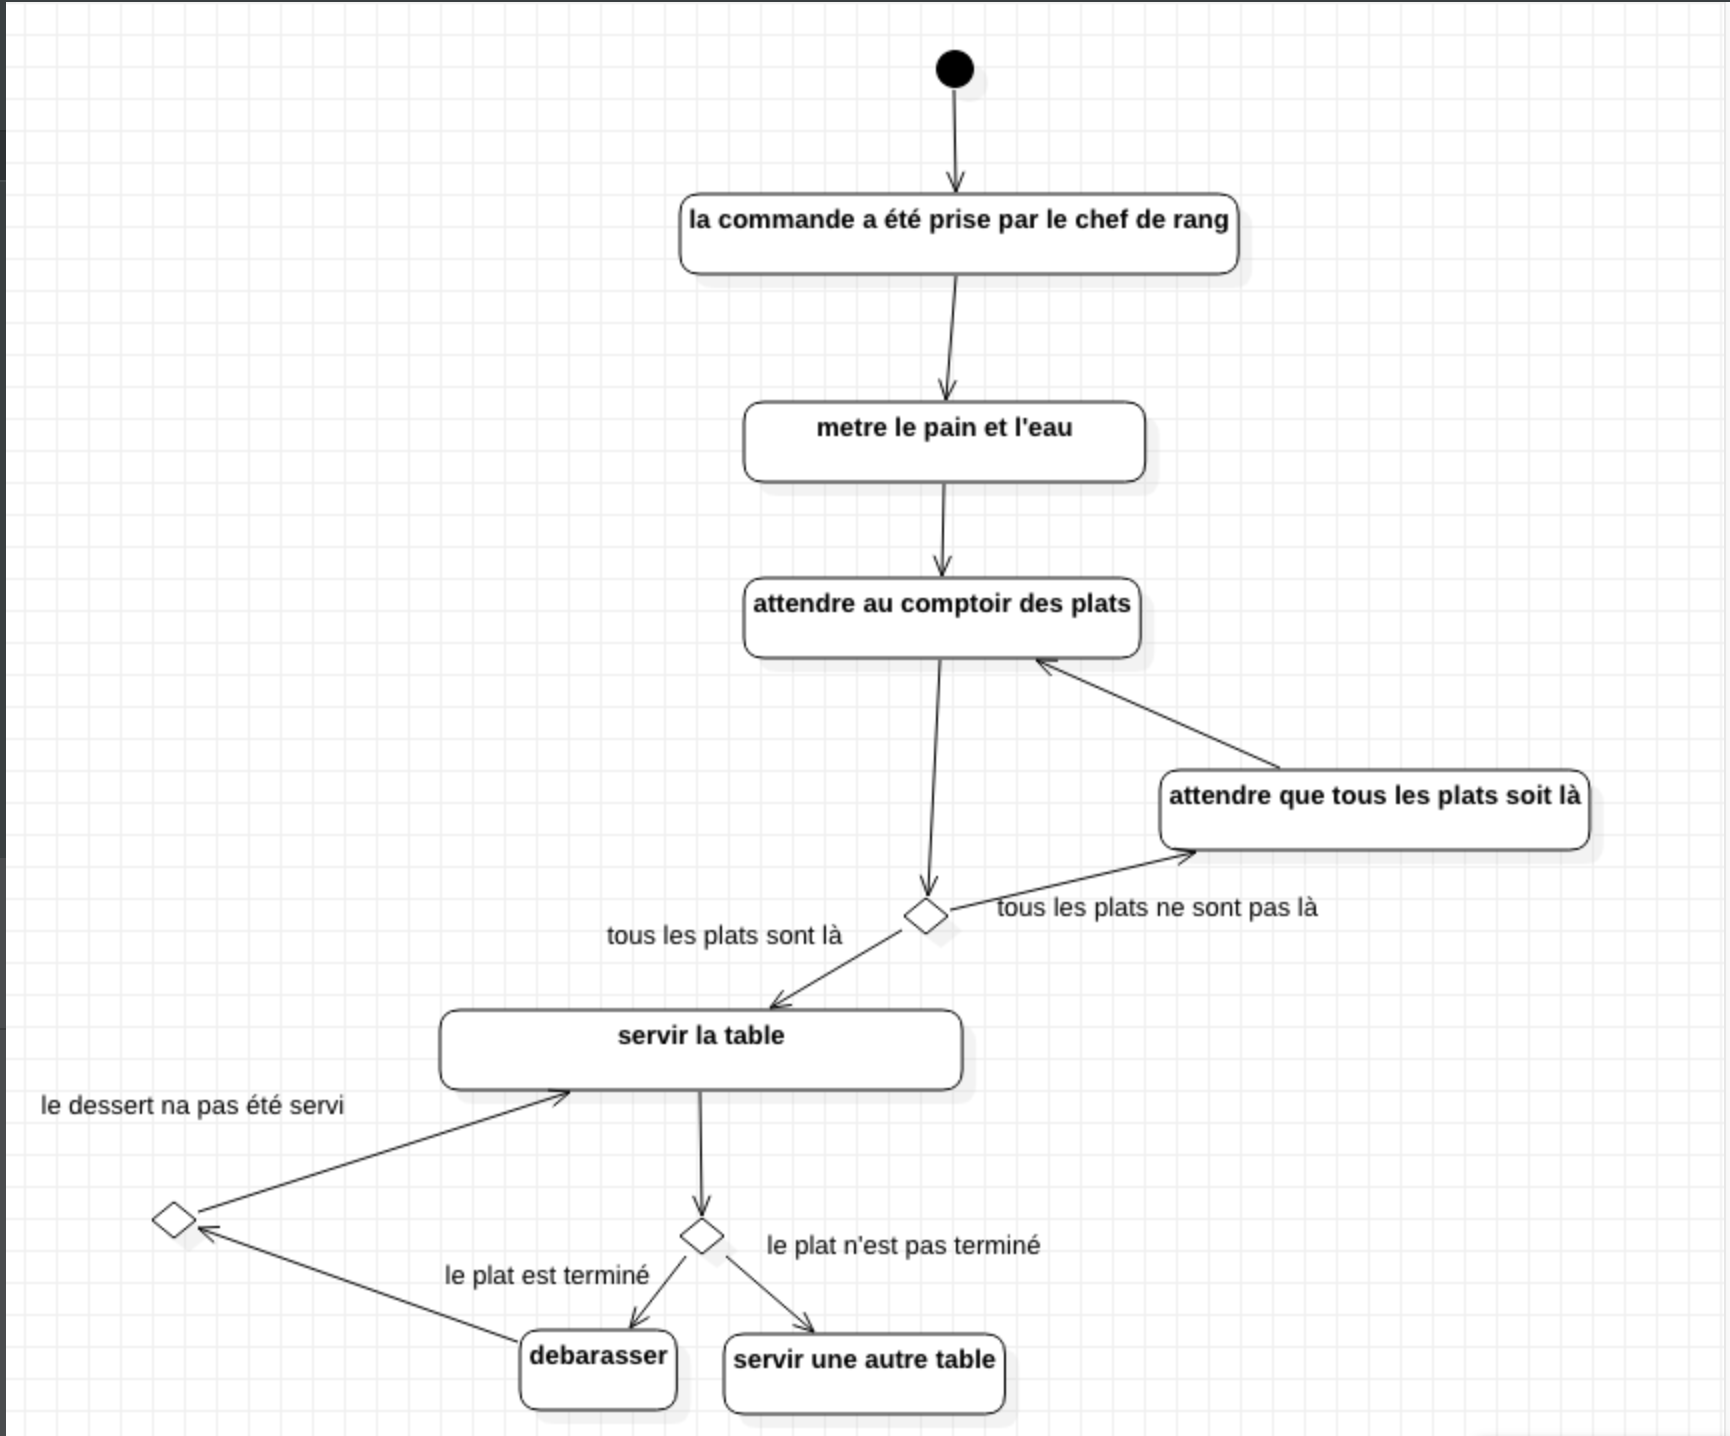 la commande a été prise par le chef de rang
metre le pain et l'eau
attendre au comptoir des plats
attendre que tous les plats soit là
tous les plats ne sont pas là
tous les plats sont là
servir la table
le dessert na pas été servi
le plat n'est pas terminé
le plat est terminé
debarasser
servir une autre table